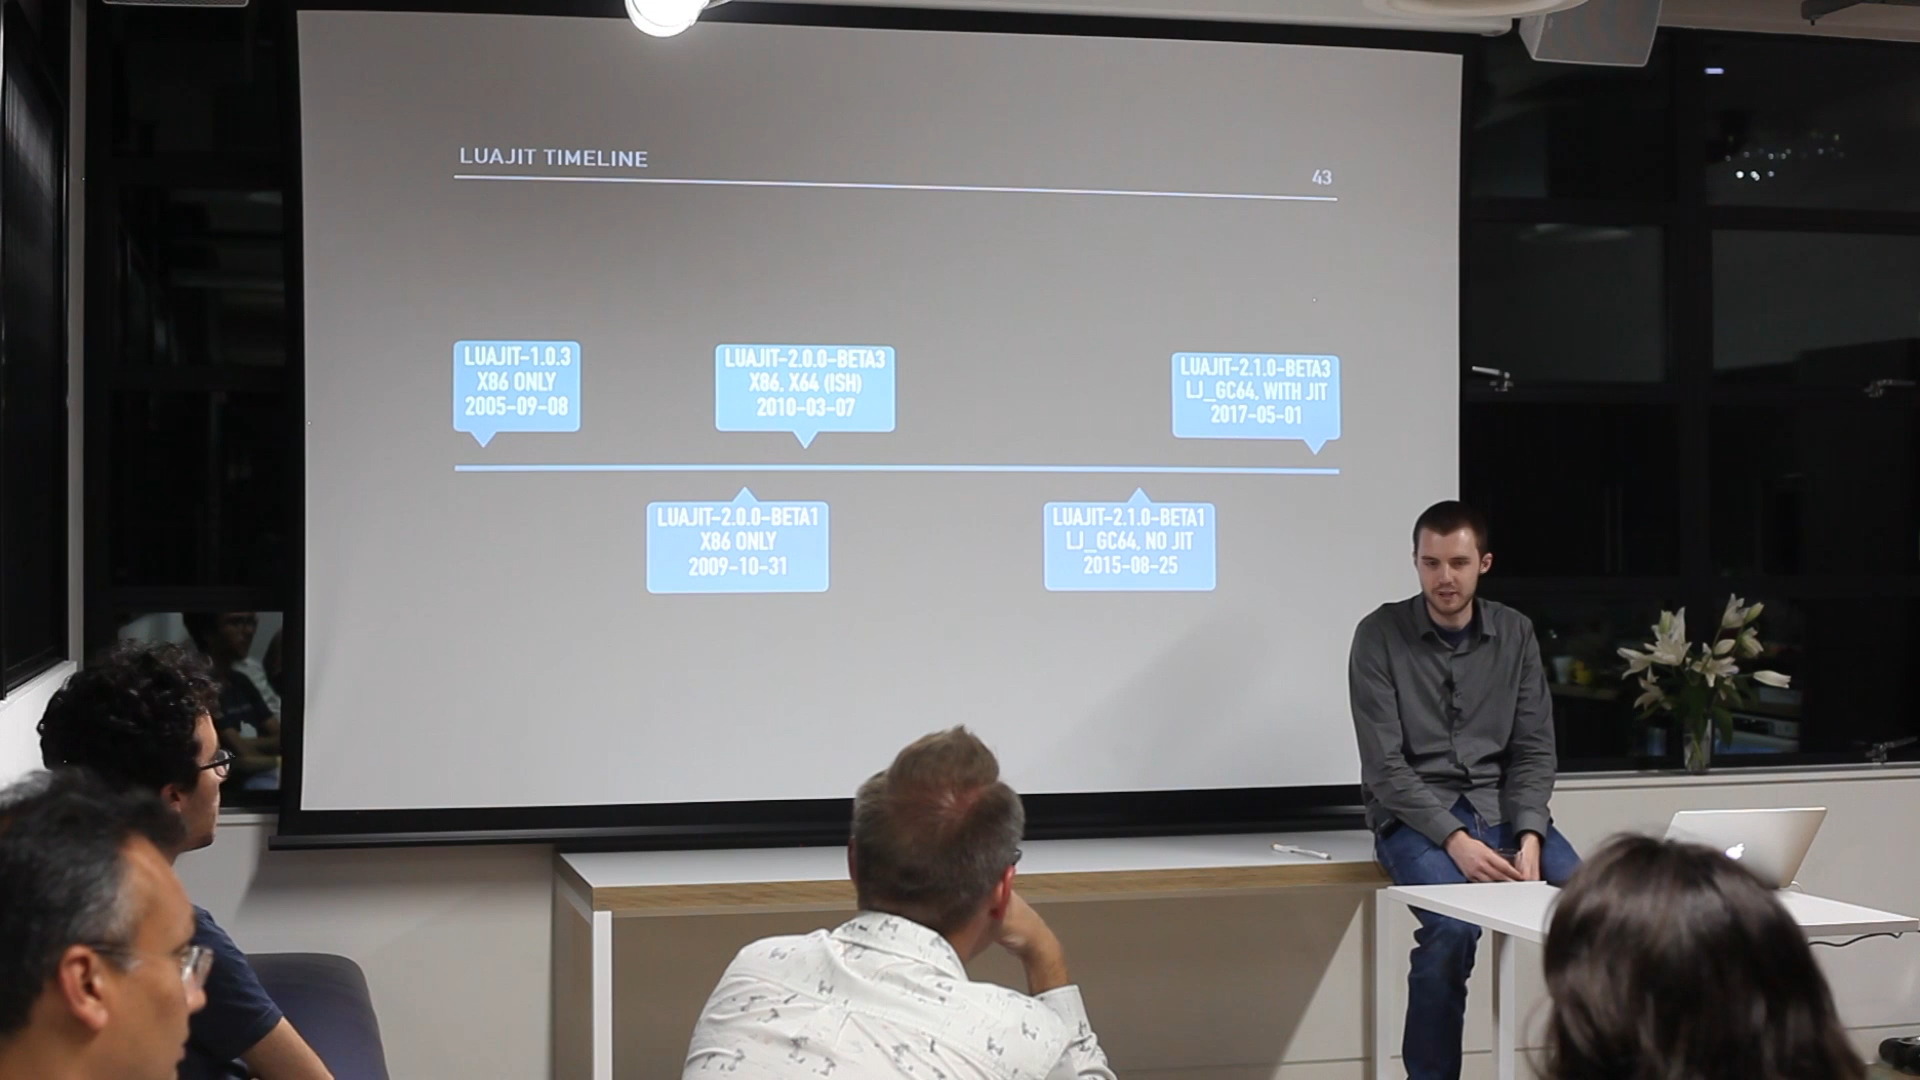 LUAJIT TIMELINE
43
LUAJIT-1.0.3
X86 ONLY
2005-09-08
LUAJIT-2.0.0-BETA3
X86, X64 (ISH)
2010-03-07
LUAJIT-2.1.0-BETA3
LJ_GC64, WITH JIT
2017-05-01
LUAJIT-2.0.0-BETA1
X86 ONLY
2009-10-31
LUAJIT-2.1.0-BETA1
LJ_GC64, NO JIT
2015-08-25